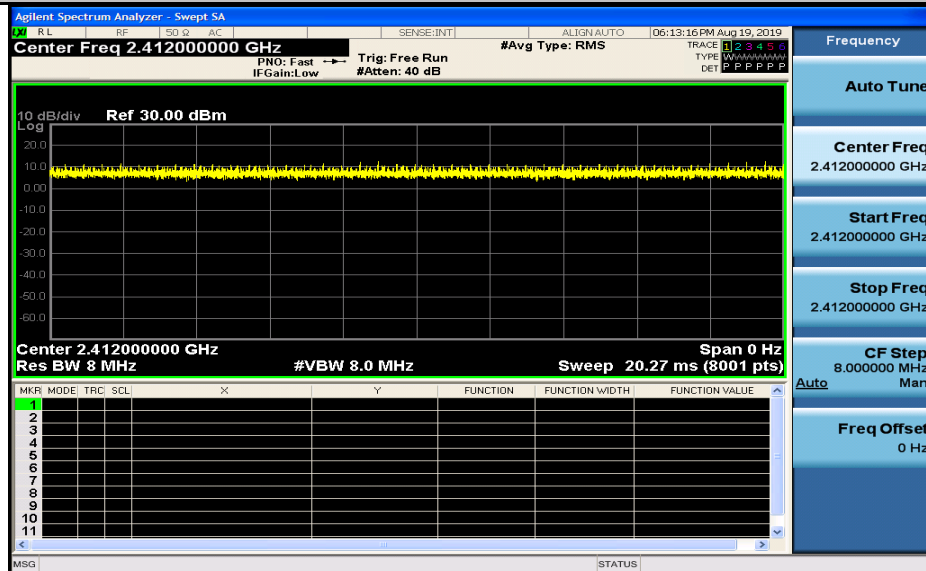 Agilent Spectrum Analyzer - Swept SA
LXI RL RF 50 Ω AC SENSE:INT ALIGN AUTO 06:13:16 PM Aug 19, 2019
Center Freq 2.412000000 GHz #Avg Type: RMS TRACE 1 2 3 4 5 6
PNO: Fast Trig: Free Run TYPE WWWWWW
IFGain:Low #Atten: 40 dB DET P P P P P P
10 dB/div Ref 30.00 dBm
Log
20.0
10.0
0.00
-10.0
-20.0
-30.0
-40.0
-50.0
-60.0
Center 2.412000000 GHz Span 0 Hz
Res BW 8 MHz #VBW 8.0 MHz Sweep 20.27 ms (8001 pts)
MKR MODE TRC SCL X Y FUNCTION FUNCTION WIDTH FUNCTION VALUE
1
2
3
4
5
6
7
8
9
10
11
MSG STATUS
Frequency
Auto Tune
Center Freq
2.412000000 GHz
Start Freq
2.412000000 GHz
Stop Freq
2.412000000 GHz
CF Step
8.000000 MHz
Auto Man
Freq Offset
0 Hz